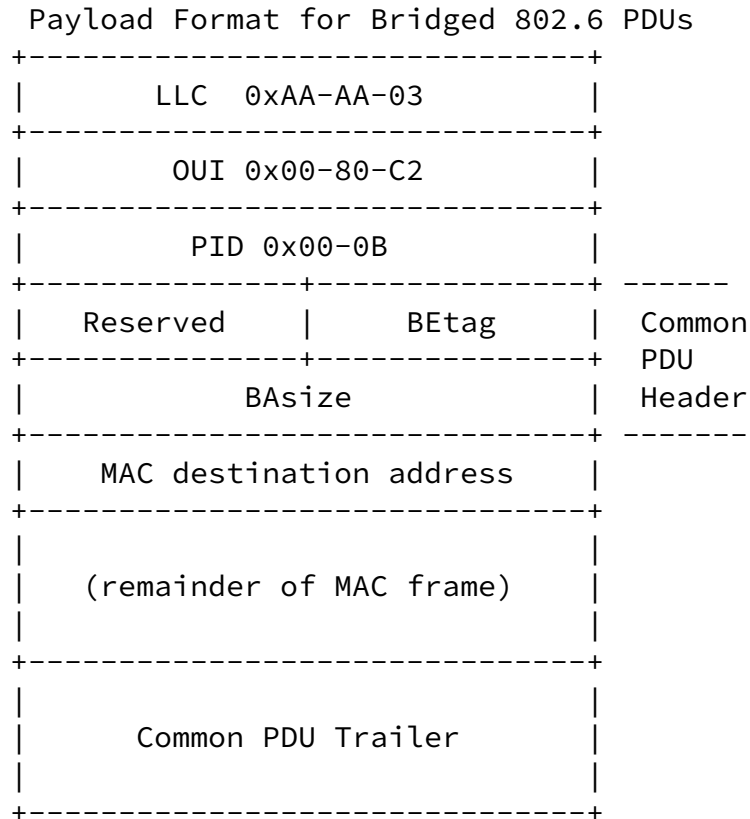 Payload Format for Bridged 802.6 PDUs
+-------------------------------+
|       LLC  0xAA-AA-03         |
+-------------------------------+
|        OUI 0x00-80-C2         |
+-------------------------------+
|         PID 0x00-0B           |
+---------------+---------------+ ------
|   Reserved    |     BEtag     |  Common
+---------------+---------------+  PDU
|            BAsize             |  Header
+-------------------------------+ -------
|    MAC destination address    |
+-------------------------------+
|                               |
|   (remainder of MAC frame)    |
|                               |
+-------------------------------+
|                               |
|      Common PDU Trailer       |
|                               |
+-------------------------------+